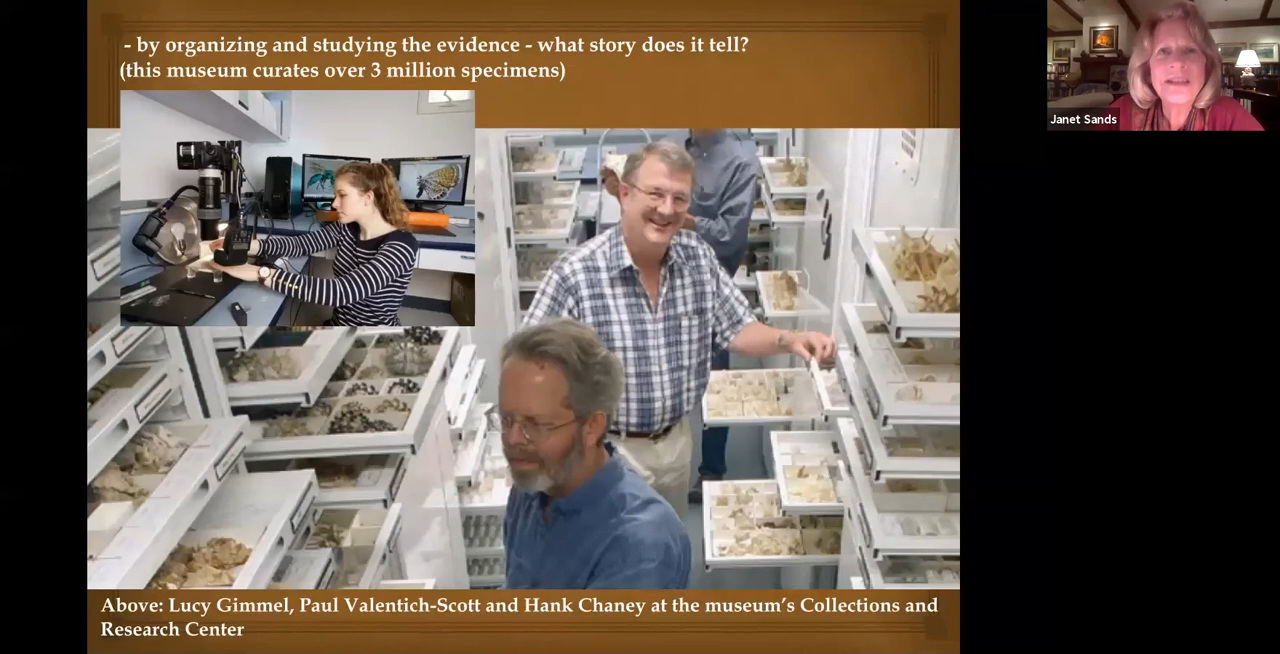 - by organizing and studying the evidence - what story does it tell?
(this museum curates over 3 million specimens)
Janet Sands
Above: Lucy Gimmel, Paul Valentich-Scott and Hank Chaney at the museum's Collections and
Research Center